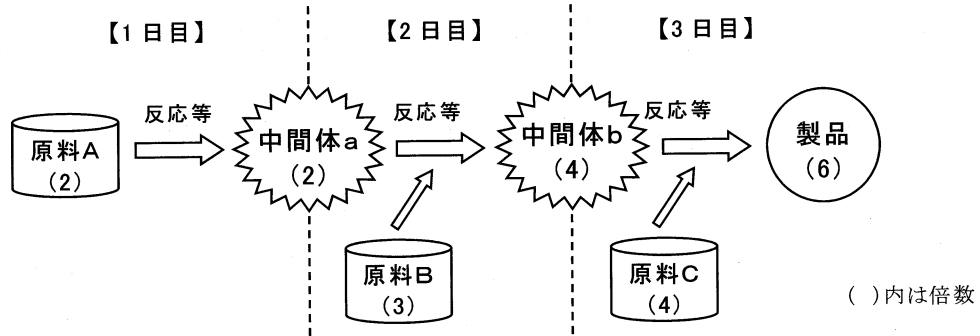 【1日目】
【2日目】
【3日目】
原料A
(2)
反応等
中間体a
(2)
反応等
原料B
(3)
中間体b
(4)
反応等
原料C
(4)
製品
(6)
( )内は倍数